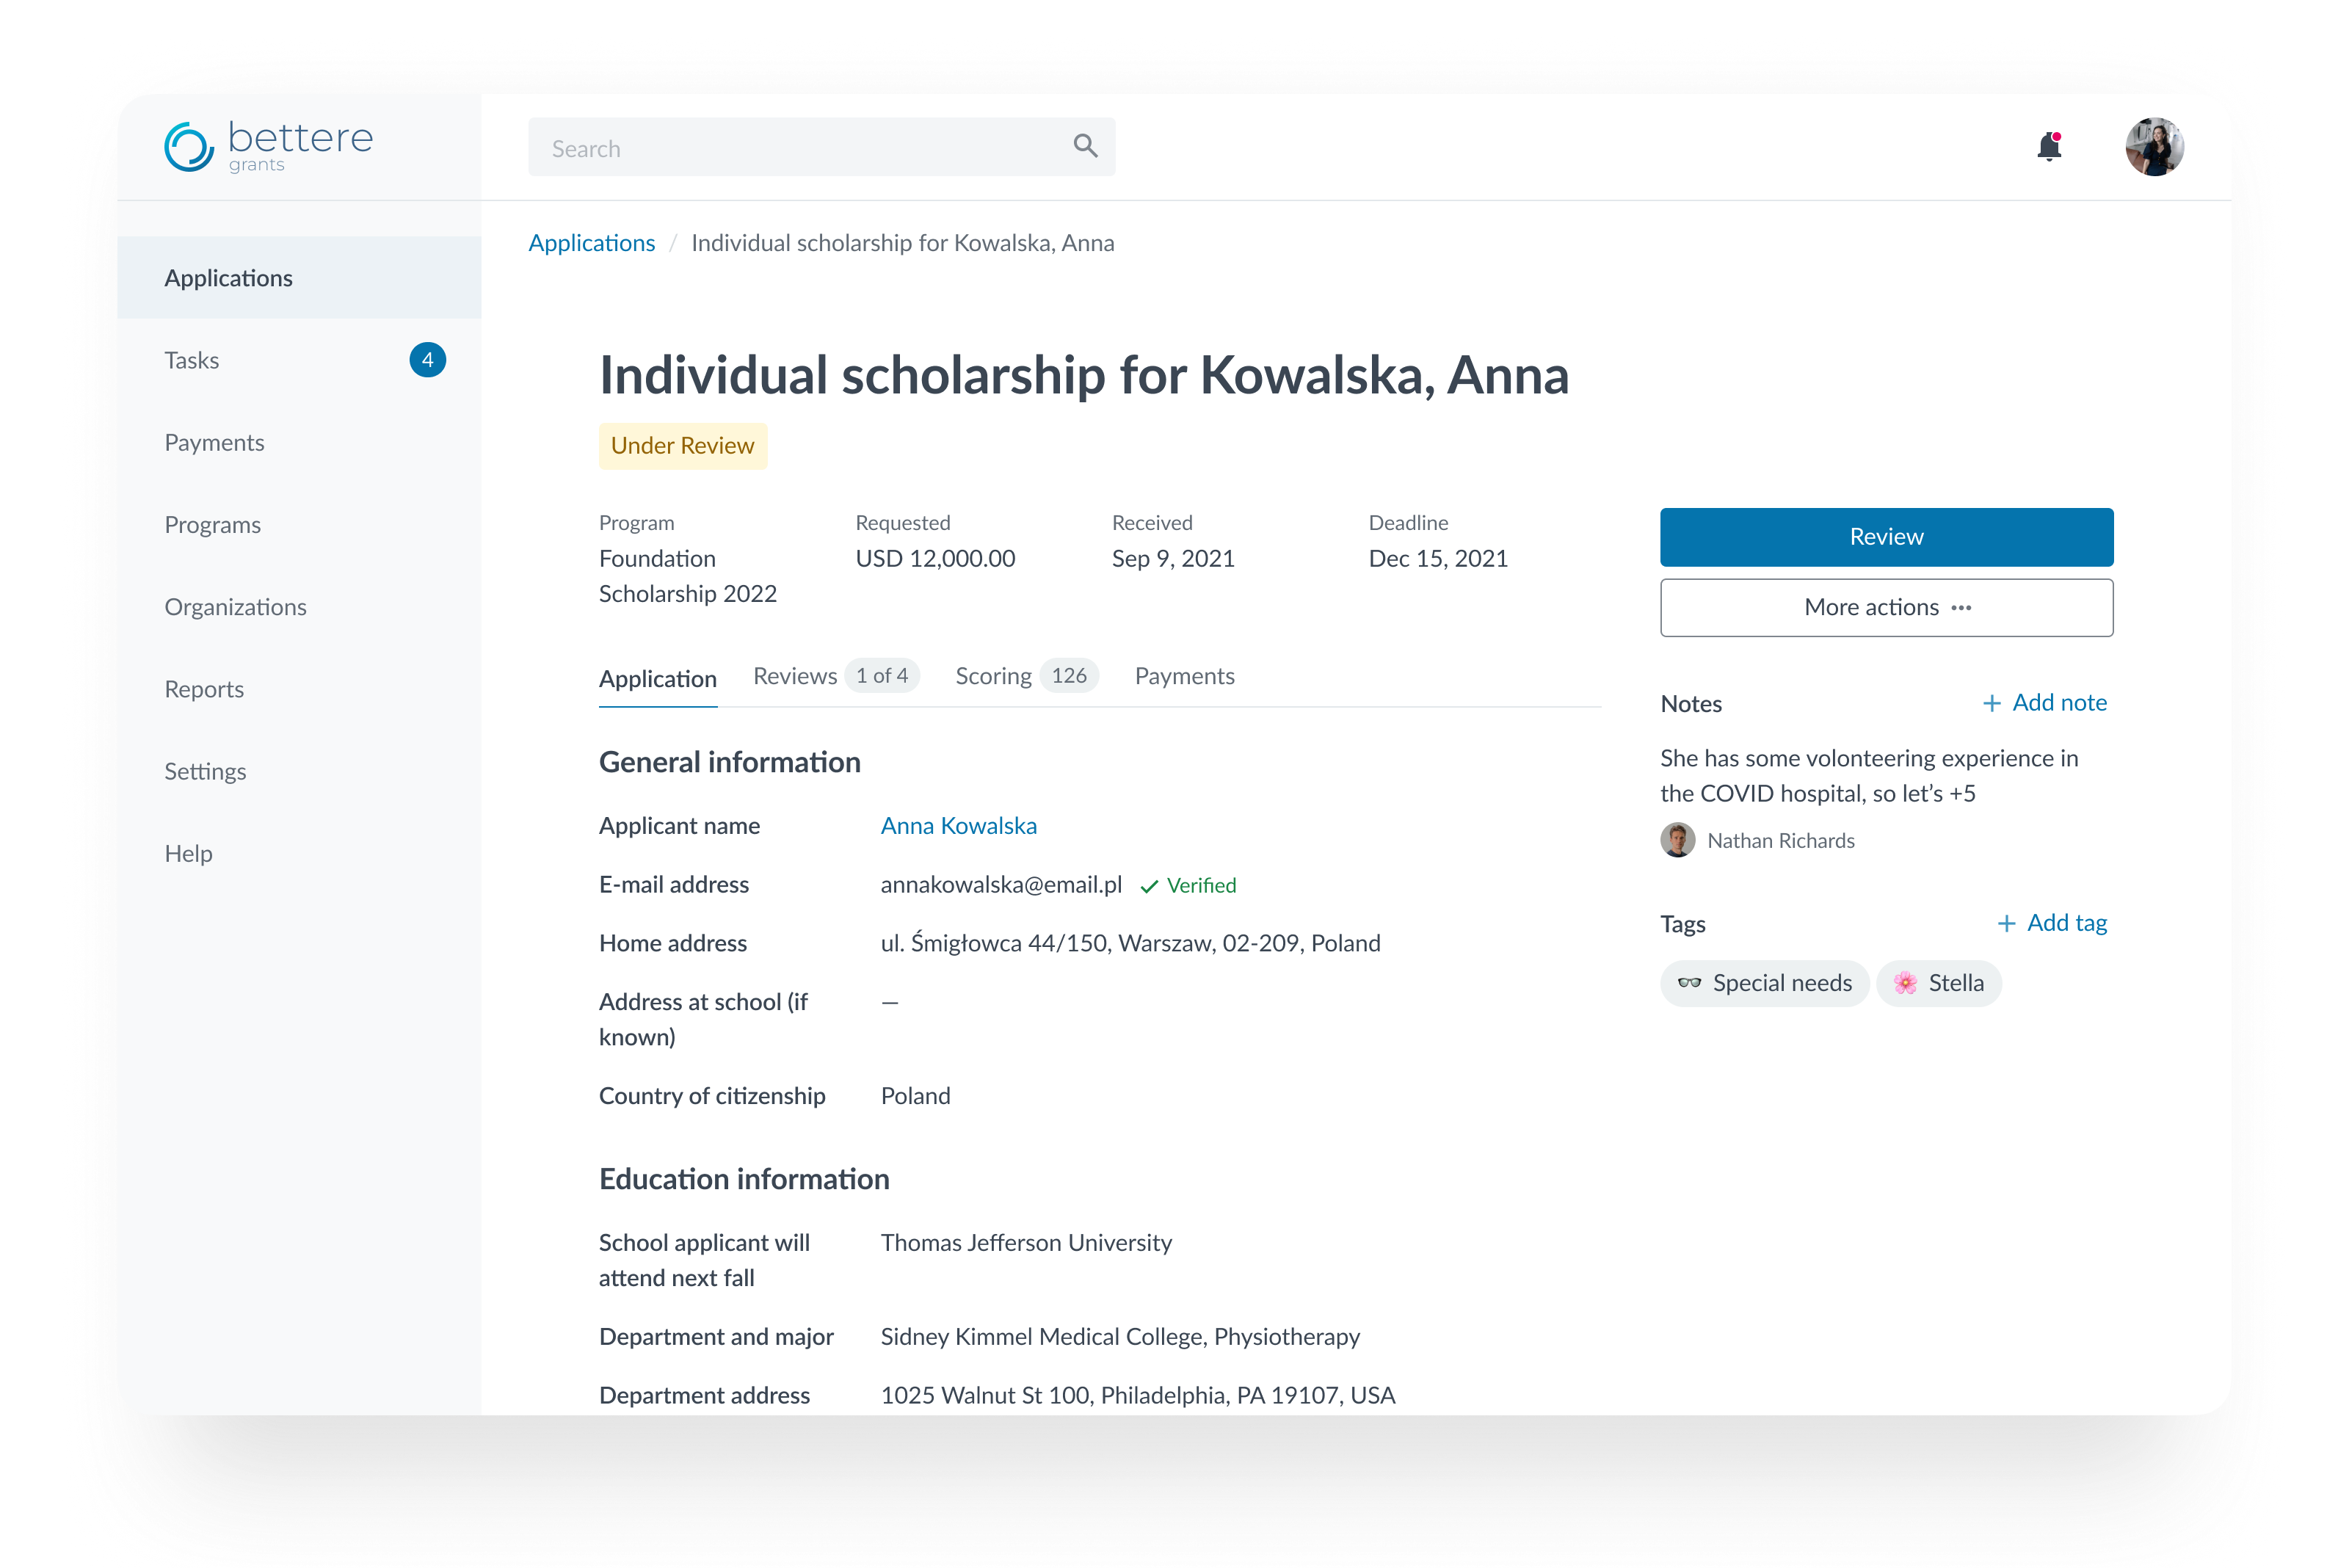 bettere
grants
Search
Applications / Individual scholarship for Kowalska, Anna
Applications
Tasks 4
Payments
Programs
Organizations
Reports
Settings
Help
Individual scholarship for Kowalska, Anna
Under Review
Program
Foundation
Scholarship 2022
Requested
USD 12,000.00
Received
Sep 9, 2021
Deadline
Dec 15, 2021
Review
More actions •••
Application Reviews 1 of 4 Scoring 126 Payments
General information
Applicant name Anna Kowalska
E-mail address annakowalska@email.pl ✓ Verified
Home address ul. Śmigłowca 44/150, Warszaw, 02-209, Poland
Address at school (if —
known)
Country of citizenship Poland
Education information
School applicant will Thomas Jefferson University
attend next fall
Department and major Sidney Kimmel Medical College, Physiotherapy
Department address 1025 Walnut St 100, Philadelphia, PA 19107, USA
Notes + Add note
She has some volonteering experience in
the COVID hospital, so let’s +5
Nathan Richards
Tags + Add tag
👓 Special needs 🌸 Stella